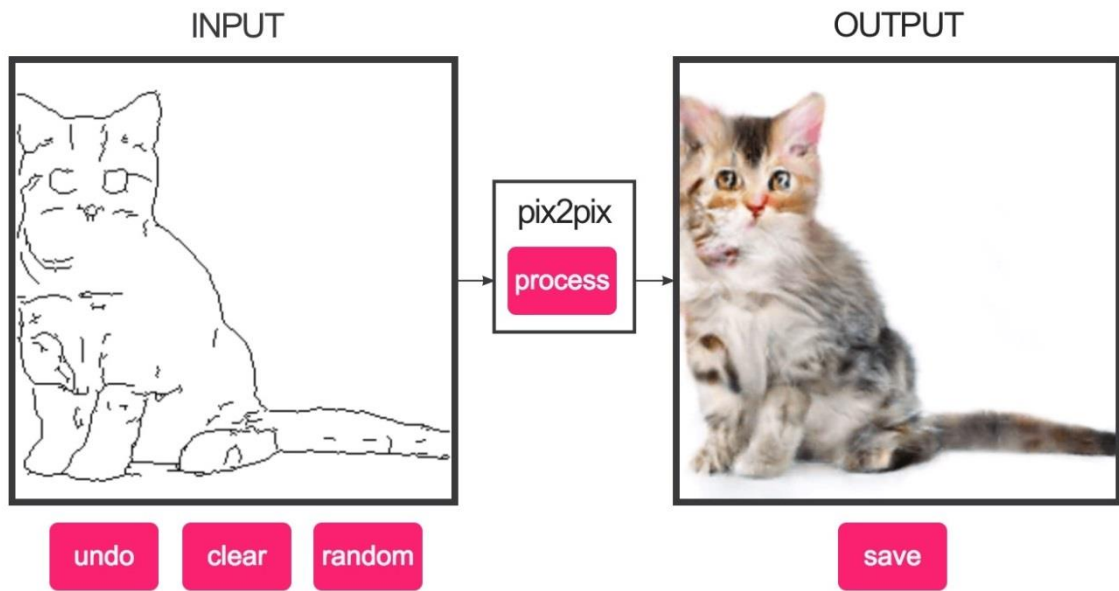 INPUT
OUTPUT
pix2pix
process
undo
clear
random
save